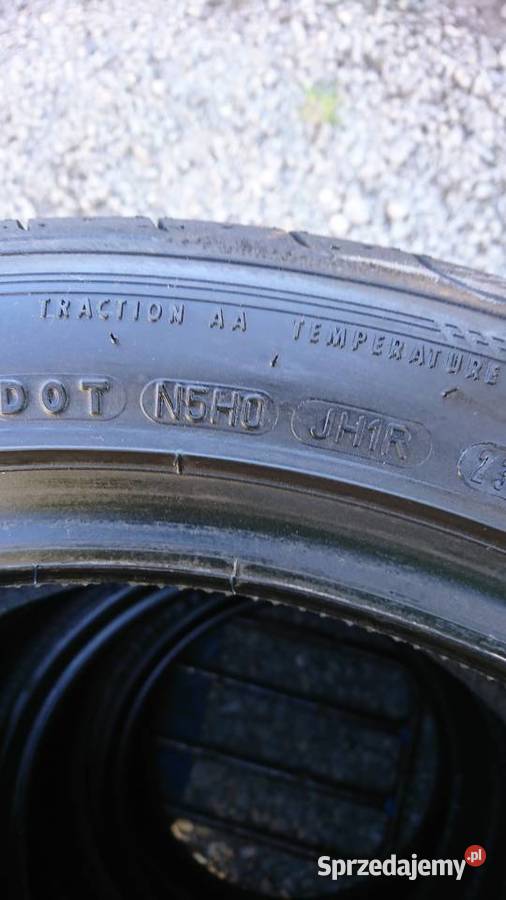 TRACTION AA TEMPERATURE
DOT N5H0 JH1R
Sprzedajemy.pl